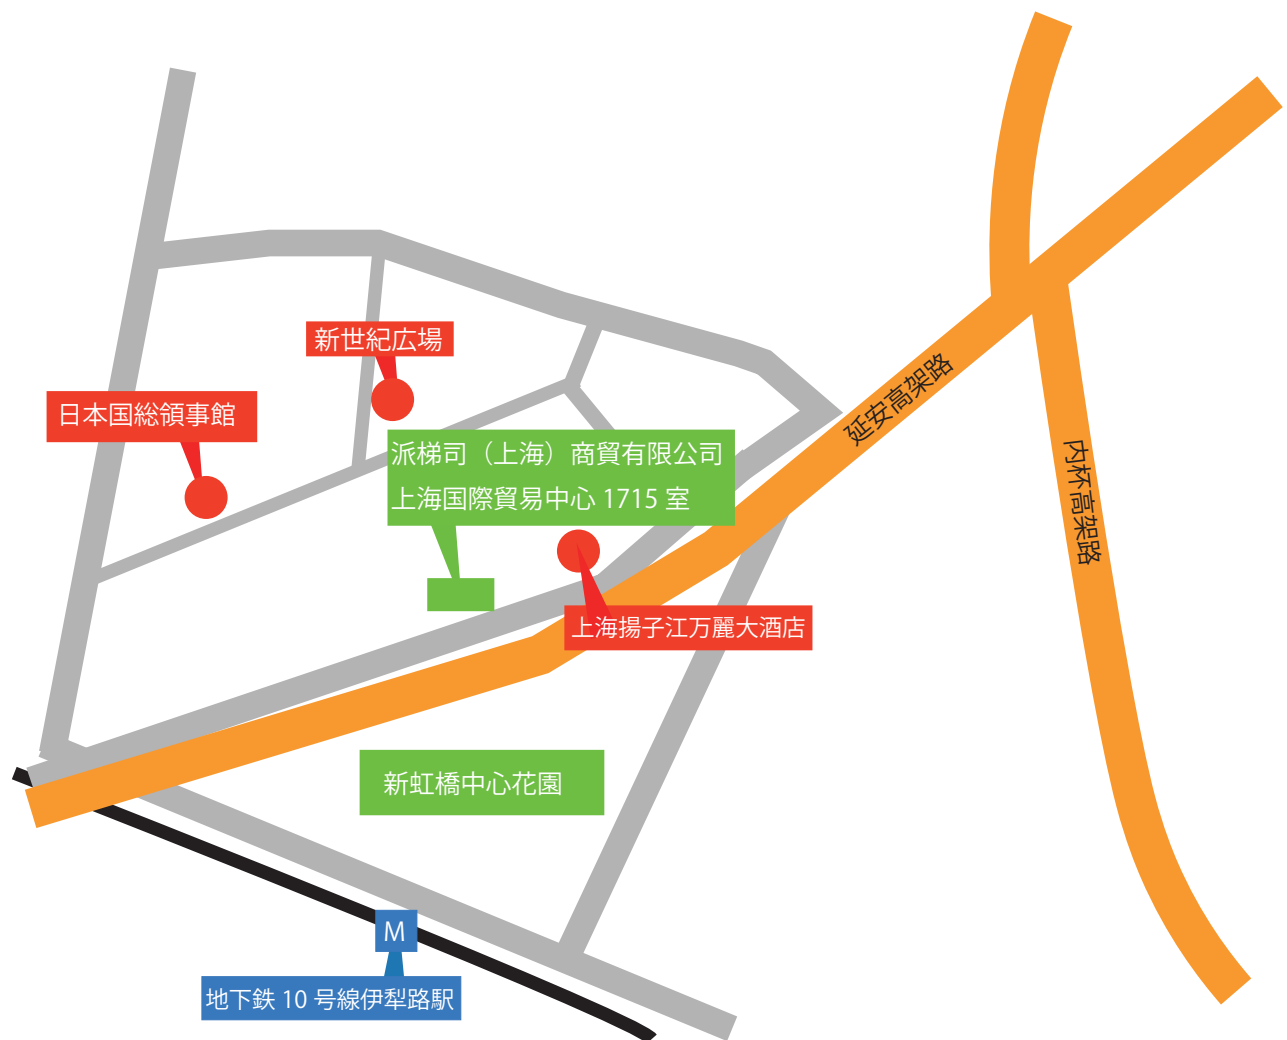 新世紀広場
日本国総領事館
延安高架路
派梯司（上海）商貿有限公司
上海国際貿易中心 1715 室
内杯高架路
上海揚子江万麗大酒店
新虹橋中心花園
M
地下鉄 10 号線伊犁路駅